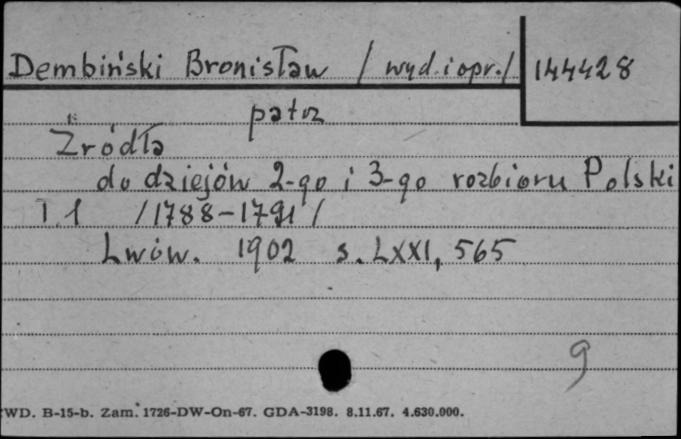 Dembiński Bronisław /wyd. i opr./ 144428
patrz
Źródła
do dziejów 2-go i 3-go rozbioru Polski
T. 1 /1788-1791/
Lwów. 1902 s. LXXI, 565
9
WD. B-15-b. Zam. 1726-DW-On-67. GDA-3198. 8.11.67. 4.630.000.